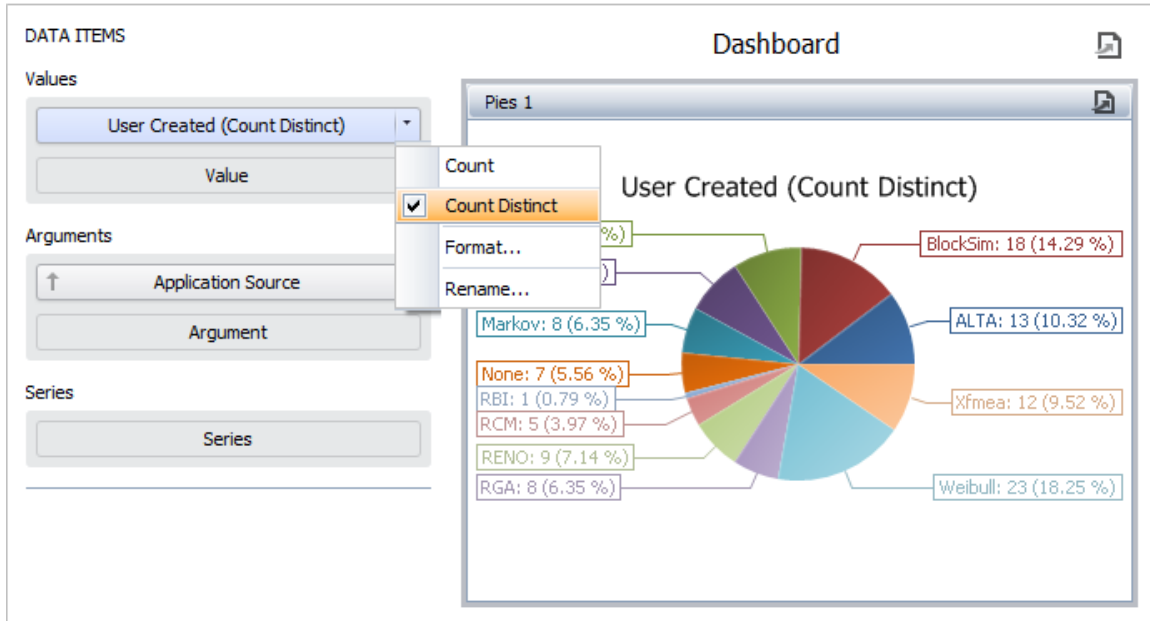 DATA ITEMS
Values
User Created (Count Distinct)
Value
Arguments
Application Source
Argument
Series
Series
Count
Count Distinct
Format...
Rename...
Dashboard
Pies 1
User Created (Count Distinct)
%)
)
Markov: 8 (6.35 %)
None: 7 (5.56 %)
RBI: 1 (0.79 %)
RCM: 5 (3.97 %)
RENO: 9 (7.14 %)
RGA: 8 (6.35 %)
BlockSim: 18 (14.29 %)
ALTA: 13 (10.32 %)
Xfmea: 12 (9.52 %)
Weibull: 23 (18.25 %)